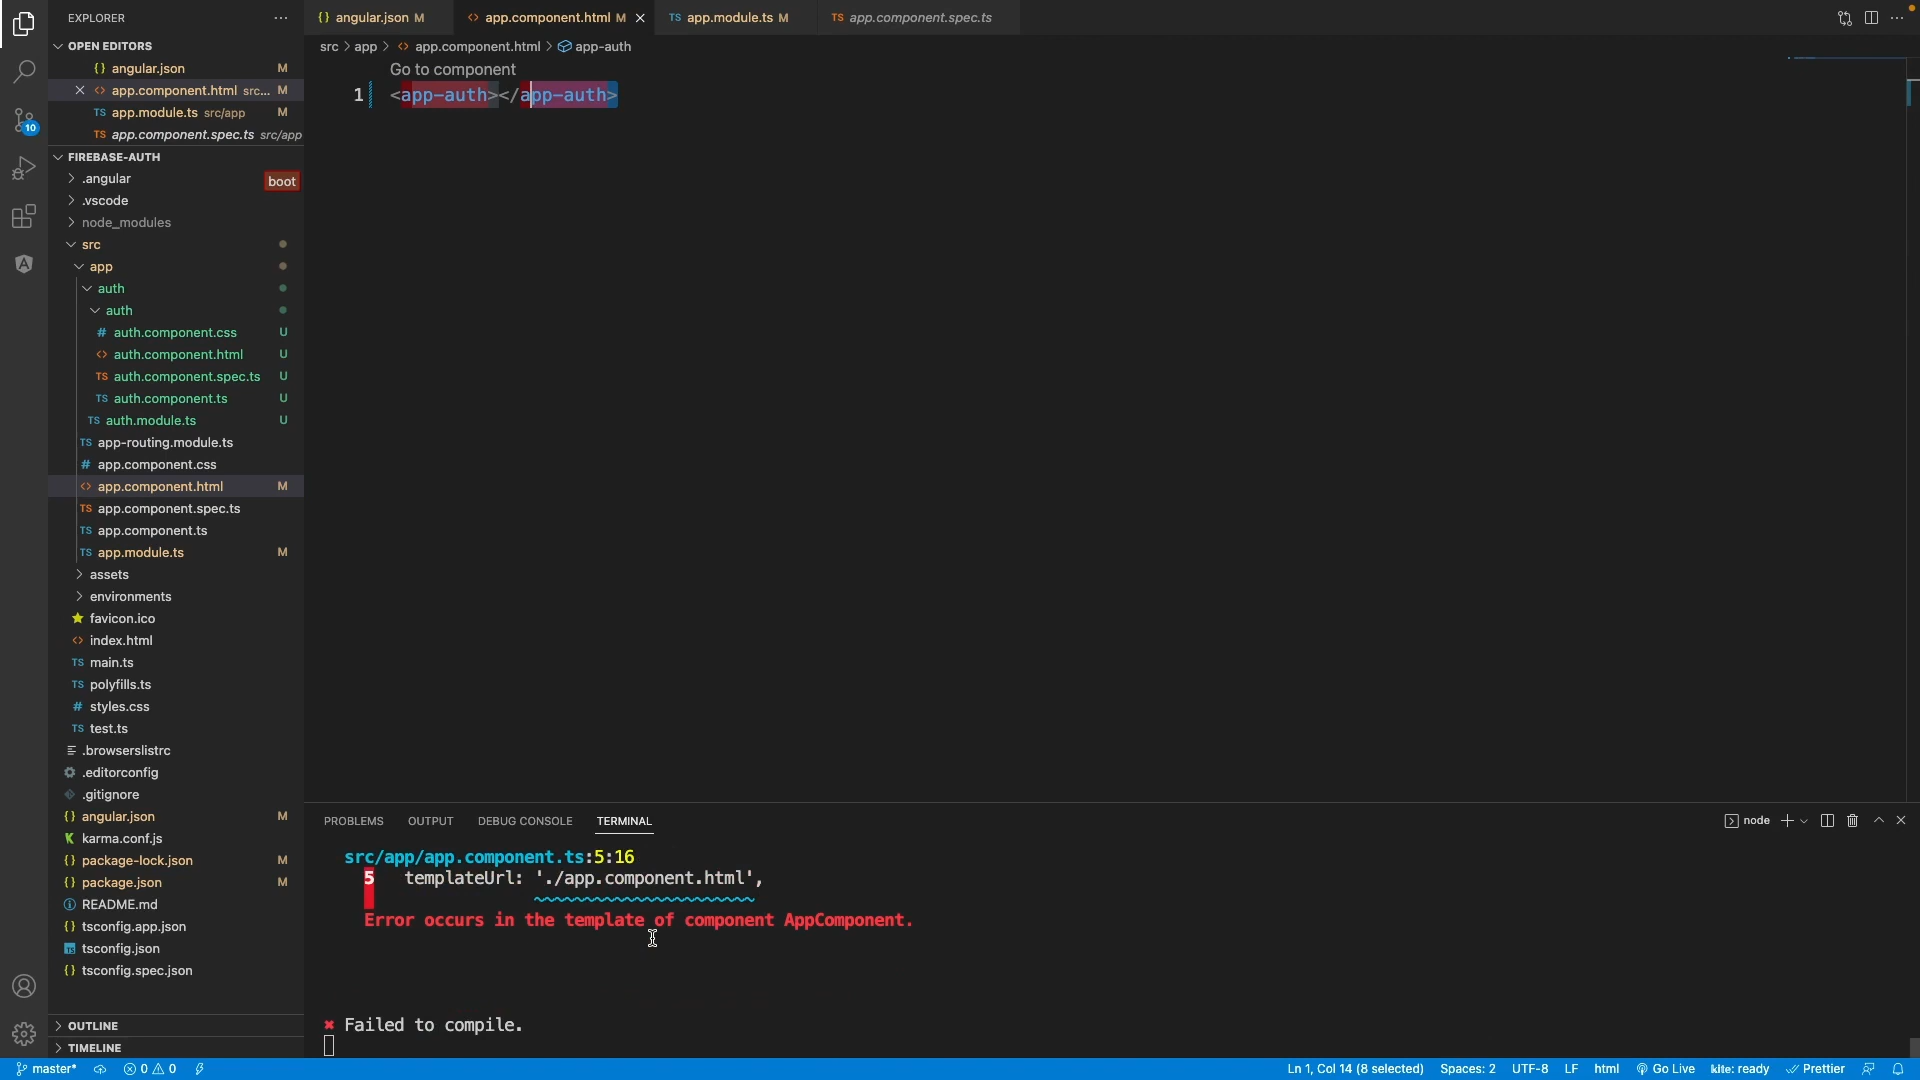 EXPLORER
angular.json M
app.component.html M
app.module.ts M
app.component.spec.ts
OPEN EDITORS
src > app > app.component.html > app-auth
angular.json M
app.component.html src... M
app.module.ts src/app M
app.component.spec.ts src/app
Go to component
1 <app-auth></app-auth>
FIREBASE-AUTH
.angular
boot
.vscode
node_modules
src
app
auth
auth
auth.component.css U
auth.component.html U
auth.component.spec.ts U
auth.component.ts U
auth.module.ts U
app-routing.module.ts
app.component.css
app.component.html M
app.component.spec.ts
app.component.ts
app.module.ts M
assets
environments
favicon.ico
index.html
main.ts
polyfills.ts
styles.css
test.ts
.browserslistrc
.editorconfig
.gitignore
angular.json M
karma.conf.js
package-lock.json M
package.json M
README.md
tsconfig.app.json
tsconfig.json
tsconfig.spec.json
OUTLINE
TIMELINE
10
PROBLEMS OUTPUT DEBUG CONSOLE TERMINAL
node
src/app/app.component.ts:5:16
5 templateUrl: './app.component.html',
Error occurs in the template of component AppComponent.
✖ Failed to compile.
master* 0 0
Ln 1, Col 14 (8 selected) Spaces: 2 UTF-8 LF html Go Live kite: ready Prettier